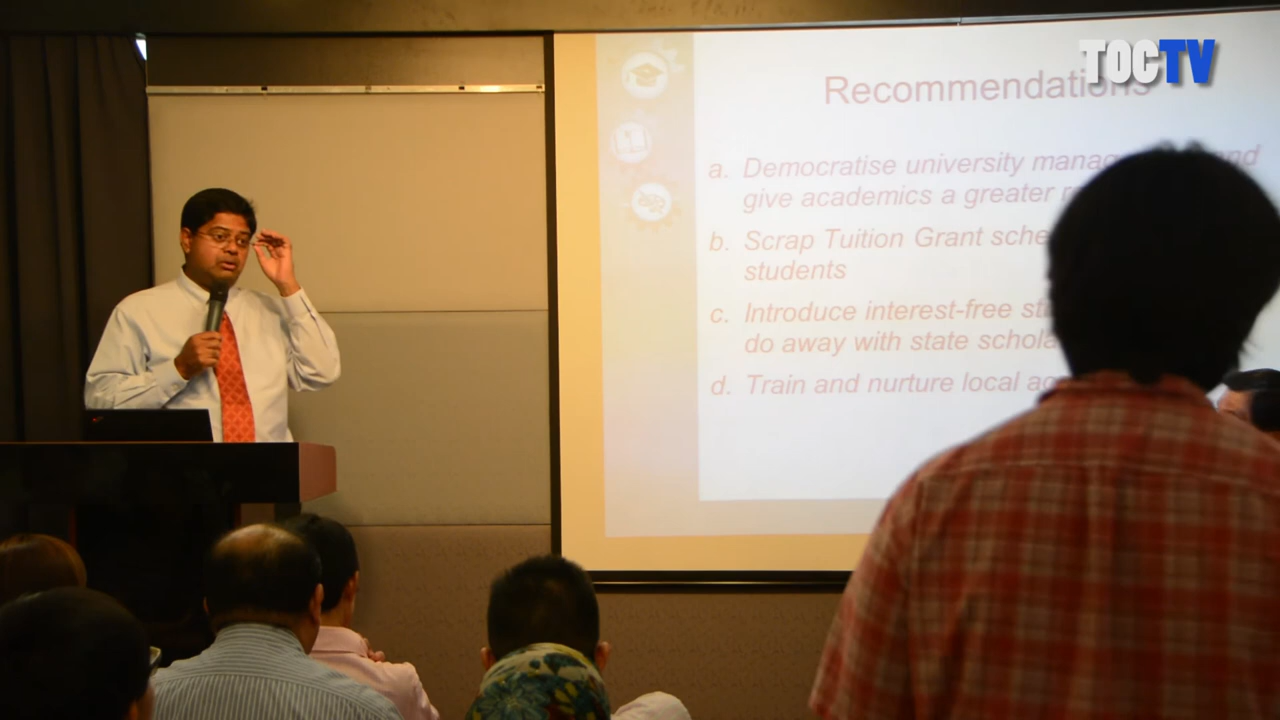 TOCTV
Recommendations
a. Democratise university and
give academics a greater
b. Scrap Tuition Grant
students
c. Introduce interest-free
do away with state
d. Train and nurture local